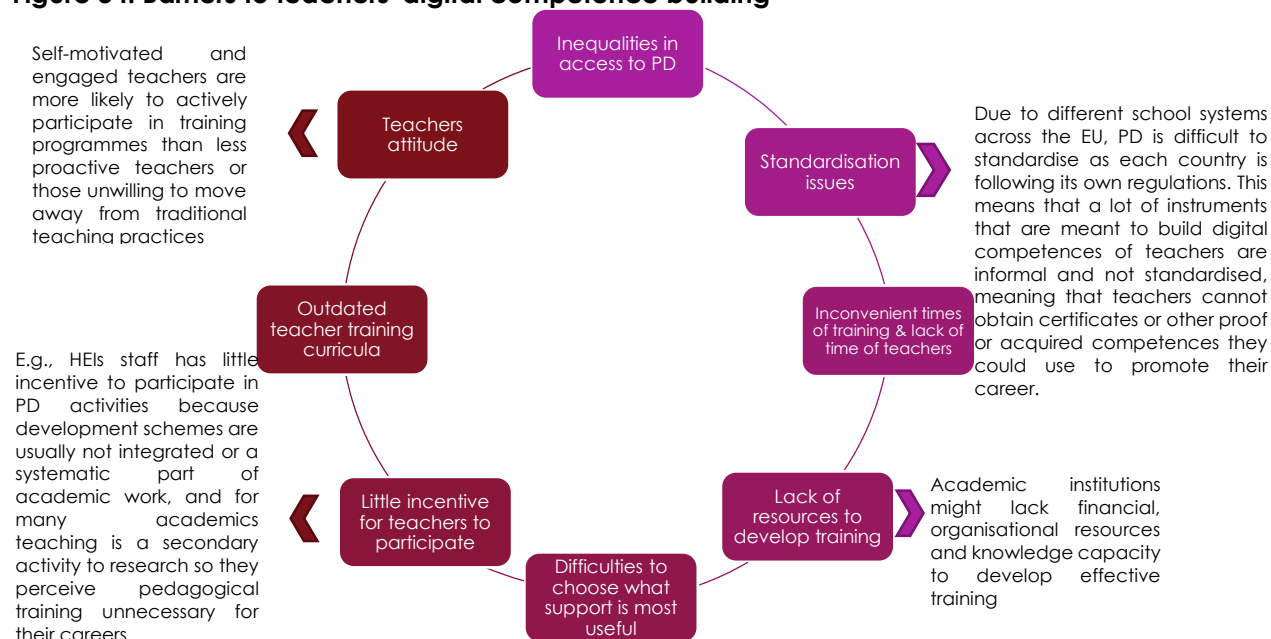 Inequalities in
access to PD
Self-motivated and
engaged teachers are
more likely to actively
participate in training
programmes than less
proactive teachers or
those unwilling to move
away from traditional
teaching practices
Teachers
attitude
Standardisation
issues
Due to different school systems
across the EU, PD is difficult to
standardise as each country is
following its own regulations. This
means that a lot of instruments
that are meant to build digital
competences of teachers are
informal and not standardised,
meaning that teachers cannot
obtain certificates or other proof
or acquired competences they
could use to promote their
career.
Outdated
teacher training
curricula
Inconvenient times
of training & lack of
time of teachers
E.g., HEIs staff has little
incentive to participate in
PD activities because
development schemes are
usually not integrated or a
systematic part of
academic work, and for
many academics
teaching is a secondary
activity to research so they
perceive pedagogical
training unnecessary for
their careers
Little incentive
for teachers to
participate
Lack of
resources to
develop training
Academic institutions
might lack financial,
organisational resources
and knowledge capacity
to develop effective
training
Difficulties to
choose what
support is most
useful